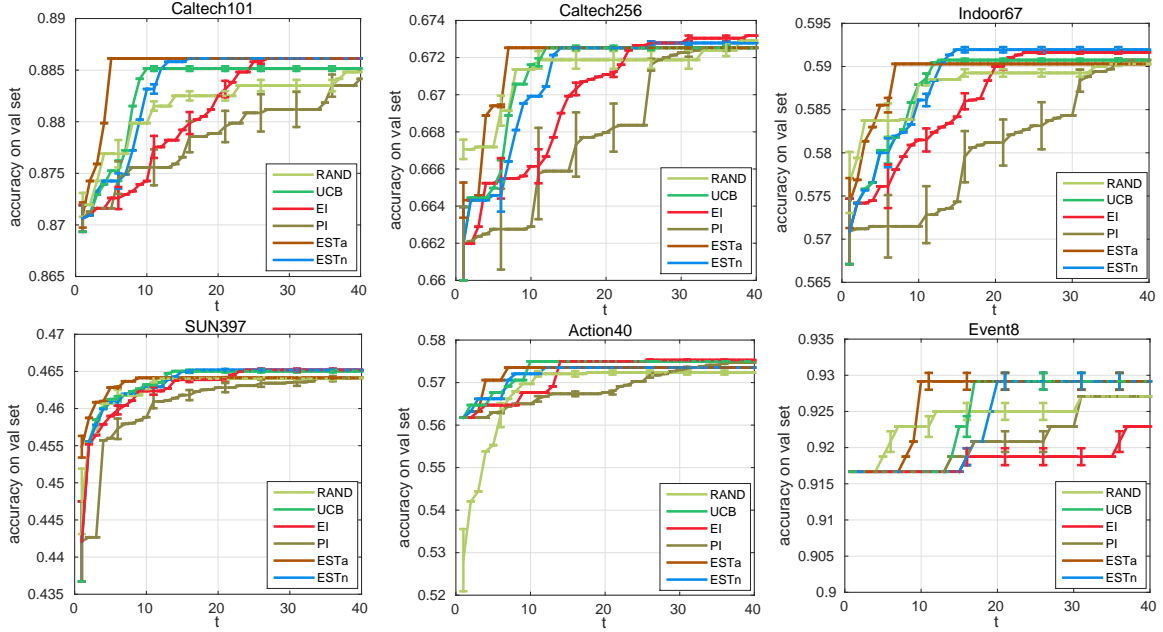 Caltech101
accuracy on val set
0.89
0.885
0.88
0.875
0.87
0.865
0 10 20 30 40
t
RAND
UCB
EI
PI
ESTa
ESTn
Caltech256
accuracy on val set
0.674
0.672
0.67
0.668
0.666
0.664
0.662
0.66
0 10 20 30 40
t
RAND
UCB
EI
PI
ESTa
ESTn
Indoor67
accuracy on val set
0.595
0.59
0.585
0.58
0.575
0.57
0.565
0 10 20 30 40
t
RAND
UCB
EI
PI
ESTa
ESTn
SUN397
accuracy on val set
0.47
0.465
0.46
0.455
0.45
0.445
0.44
0.435
0 10 20 30 40
t
RAND
UCB
EI
PI
ESTa
ESTn
Action40
accuracy on val set
0.58
0.57
0.56
0.55
0.54
0.53
0.52
0 10 20 30 40
t
RAND
UCB
EI
PI
ESTa
ESTn
Event8
accuracy on val set
0.935
0.93
0.925
0.92
0.915
0.91
0.905
0.9
0 10 20 30 40
t
RAND
UCB
EI
PI
ESTa
ESTn